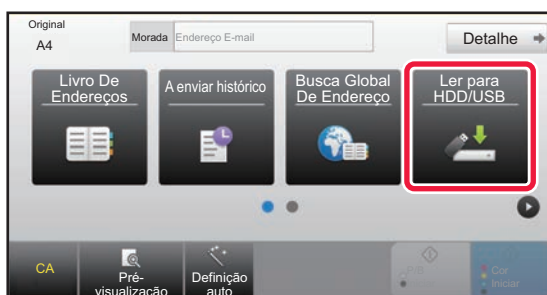 Original
A4
Morada Endereço E-mail
Detalhe
Livro De
Endereços
A enviar histórico
Busca Global
De Endereço
Ler para
HDD/USB
CA
Pré-
visualização
Definição
auto
P/B
Cor
Iniciar